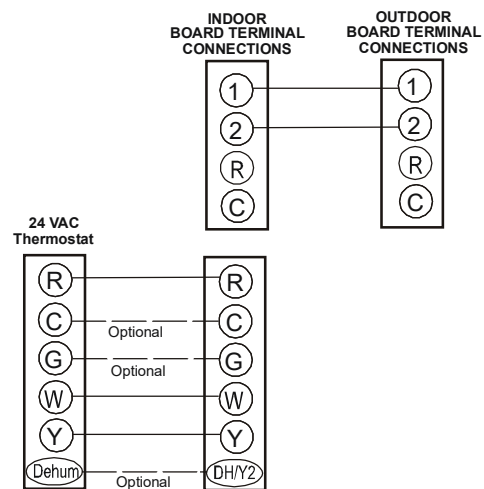 INDOOR
BOARD TERMINAL
CONNECTIONS
OUTDOOR
BOARD TERMINAL
CONNECTIONS
1 1
2 2
R R
C C
24 VAC
Thermostat
R R
C Optional C
G Optional G
W W
Y Y
Dehum Optional DH/Y2